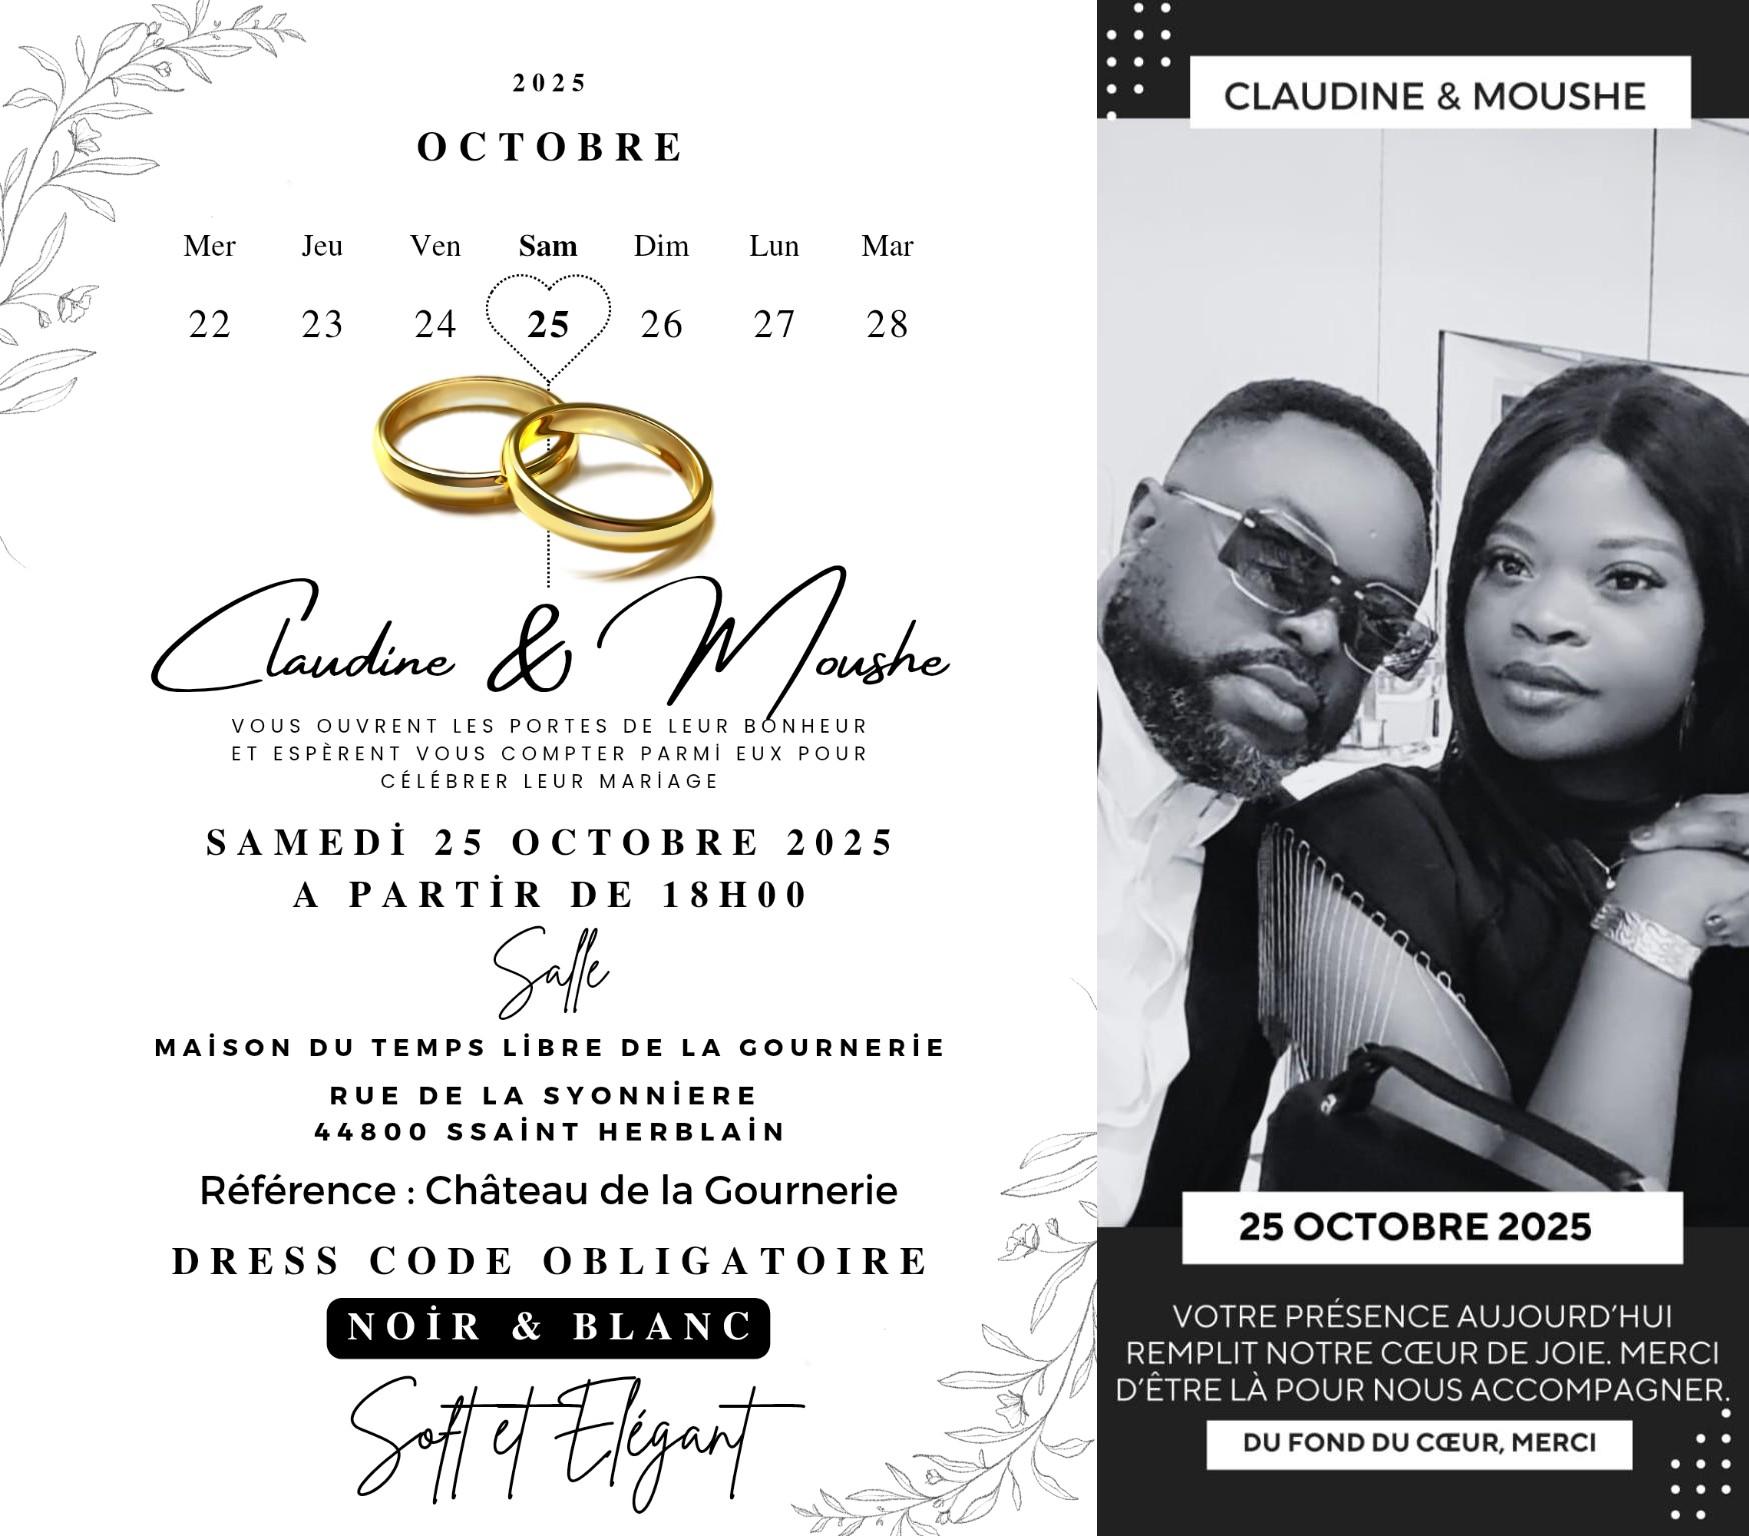 2025
OCTOBRE
Mer Jeu Ven Sam Dim Lun Mar
22 23 24 25 26 27 28
Claudine & Moushe
VOUS OUVRENT LES PORTES DE LEUR BONHEUR
ET ESPÈRENT VOUS COMPTER PARMİ EUX POUR
CÉLÉBRER LEUR MARİAGE
SAMEDİ 25 OCTOBRE 2025
A PARTİR DE 18H00
Salle
MAİSON DU TEMPS LİBRE DE LA GOURNERİE
RUE DE LA SYONNİERE
44800 SSAİNT HERBLAİN
Référence : Château de la Gournerie
DRESS CODE OBLIGATOIRE
NOİR & BLANC
Soft et Elégant
CLAUDINE & MOUSHE
25 OCTOBRE 2025
VOTRE PRÉSENCE AUJOURD'HUI
REMPLIT NOTRE CŒUR DE JOIE. MERCI
D'ÊTRE LÀ POUR NOUS ACCOMPAGNER.
DU FOND DU CŒUR, MERCI